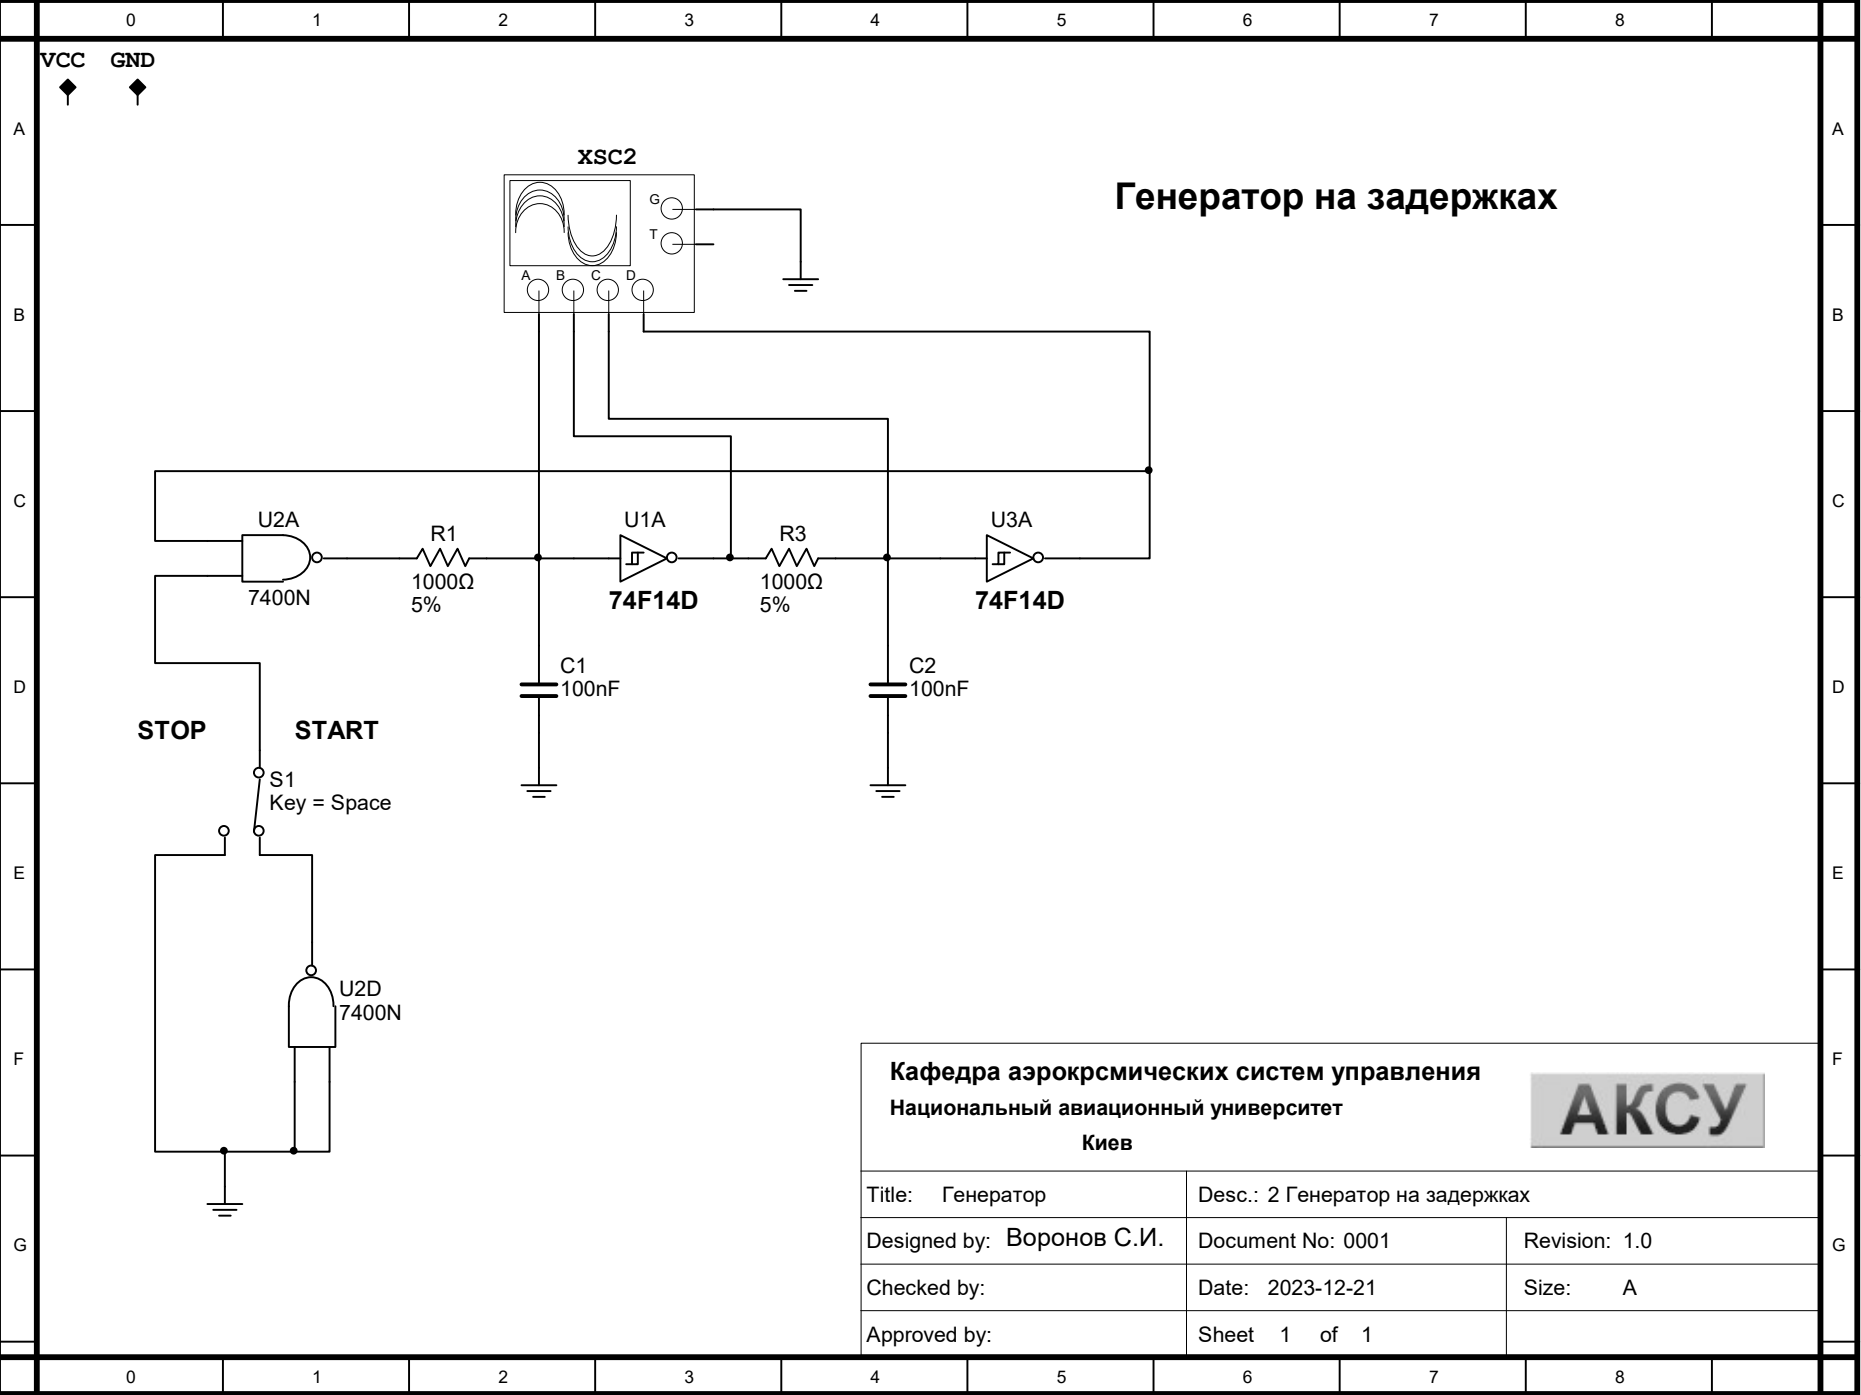 0 1 2 3 4 5 6 7 8
VCC GND
A A
XSC2
Генератор на задержках
G
T
A B C D
B B
C C
U2A
7400N
R1
1000Ω
5%
U1A
74F14D
R3
1000Ω
5%
U3A
74F14D
C1
100nF
C2
100nF
D D
STOP START
S1
Key = Space
E E
U2D
7400N
F F
Кафедра аэрокрсмических систем управления
Национальный авиационный университет
Киев
АКСУ
Title: Генератор
Desc.: 2 Генератор на задержках
Designed by: Воронов С.И.
Document No: 0001
Revision: 1.0
Checked by:
Date: 2023-12-21
Size: A
Approved by:
Sheet 1 of 1
G G
0 1 2 3 4 5 6 7 8